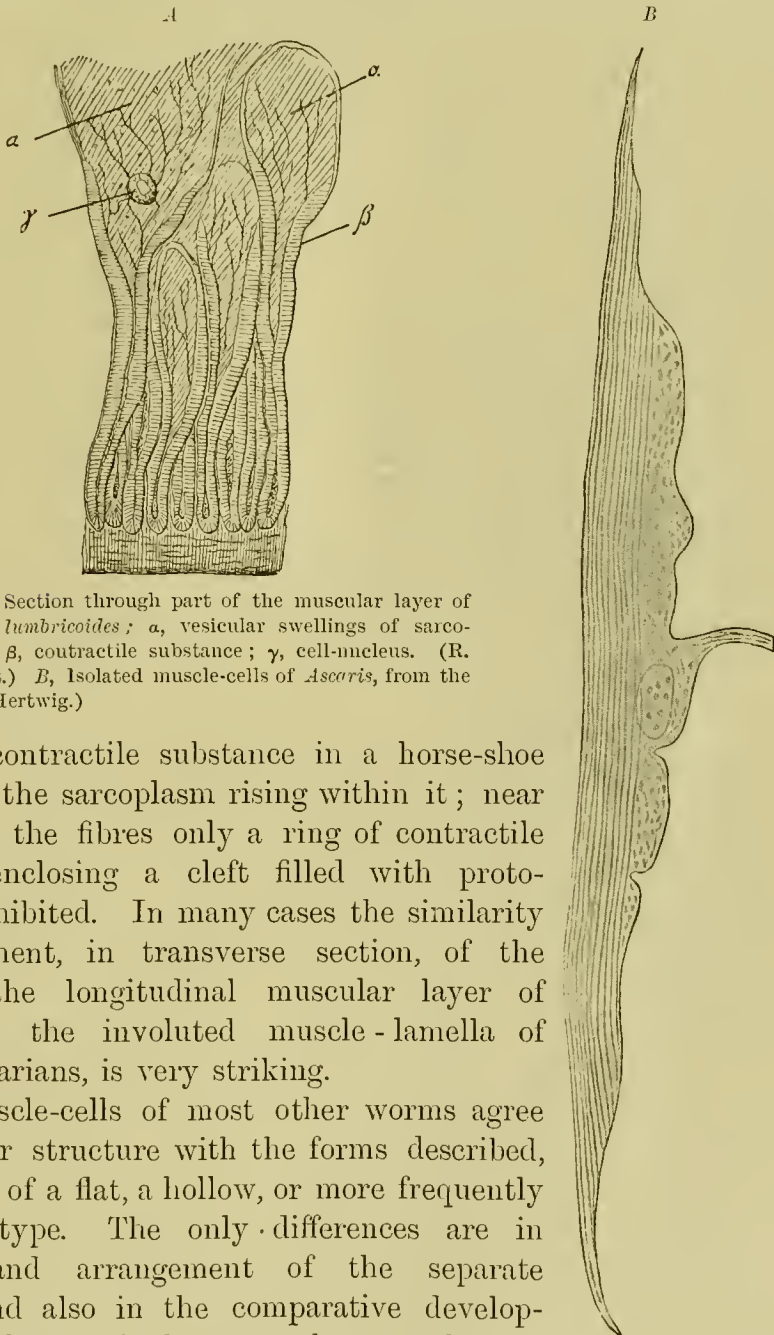 A
B
a
a
γ
β
Section through part of the muscular layer of
lumbricoides ; a, vesicular swellings of sarco-
β, coutractile substance ; γ, cell-nucleus. (R.
.) B, Isolated muscle-cells of Ascaris, from the
Hertwig.)
contractile substance in a horse-shoe
the sarcoplasm rising within it ; near
the fibres only a ring of contractile
enclosing a cleft filled with proto-
hibited. In many cases the similarity
ment, in transverse section, of the
the longitudinal muscular layer of
the involuted muscle-lamella of
arians, is very striking.
scle-cells of most other worms agree
r structure with the forms described,
of a flat, a hollow, or more frequently
type. The only differences are in
and arrangement of the separate
nd also in the comparative develop-